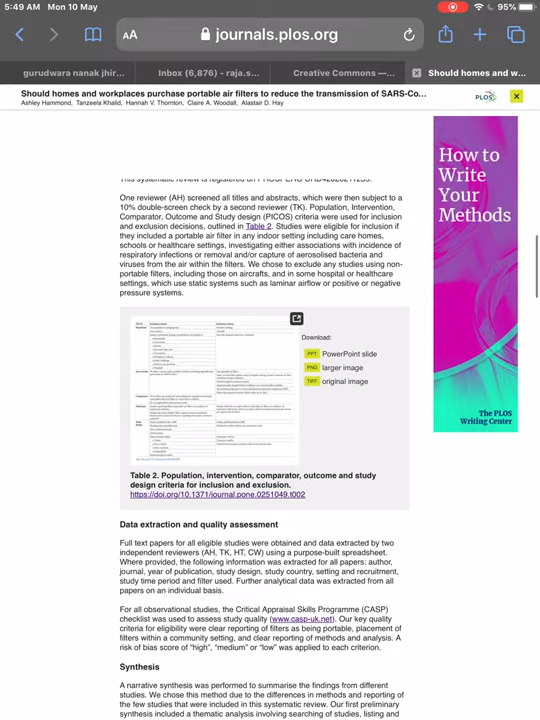 5:49 AM Mon 10 May
95%
AA
journals.plos.org
gurudwara nanak jhir...
Inbox (6,876) - raja.s...
Creative Commons —...
Should homes and w...
Should homes and workplaces purchase portable air filters to reduce the transmission of SARS-Co...
Ashley Hammond, Tanzeela Khalid, Hannah V. Thornton, Claire A. Woodall, Alastair D. Hay
PLOS
How to
Write
Your
Methods
The PLOS
Writing Center
One reviewer (AH) screened all titles and abstracts, which were then subject to a
10% double-screen check by a second reviewer (TK). Population, Intervention,
Comparator, Outcome and Study design (PICOS) criteria were used for inclusion
and exclusion decisions, outlined in Table 2. Studies were eligible for inclusion if
they included a portable air filter in any indoor setting including care homes,
schools or healthcare settings, investigating either associations with incidence of
respiratory infections or removal and/or capture of aerosolised bacteria and
viruses from the air within the filters. We chose to exclude any studies using non-
portable filters, including those on aircrafts, and in some hospital or healthcare
settings, which use static systems such as laminar airflow or positive or negative
pressure systems.
Download:
PPT PowerPoint slide
PNG larger image
TIFF original image
Table 2. Population, intervention, comparator, outcome and study
design criteria for inclusion and exclusion.
https://doi.org/10.1371/journal.pone.0251049.t002
Data extraction and quality assessment
Full text papers for all eligible studies were obtained and data extracted by two
independent reviewers (AH, TK, HT, CW) using a purpose-built spreadsheet.
Where provided, the following information was extracted for all papers: author,
journal, year of publication, study design, study country, setting and recruitment,
study time period and filter used. Further analytical data was extracted from all
papers on an individual basis.
For all observational studies, the Critical Appraisal Skills Programme (CASP)
checklist was used to assess study quality (www.casp-uk.net). Our key quality
criteria for eligibility were clear reporting of filters as being portable, placement of
filters within a community setting, and clear reporting of methods and analysis. A
risk of bias score of “high”, “medium” or “low” was applied to each criterion.
Synthesis
A narrative synthesis was performed to summarise the findings from different
studies. We chose this method due to the differences in methods and reporting of
the few studies that were included in this systematic review. Our first preliminary
synthesis included a thematic analysis involving searching of studies, listing and